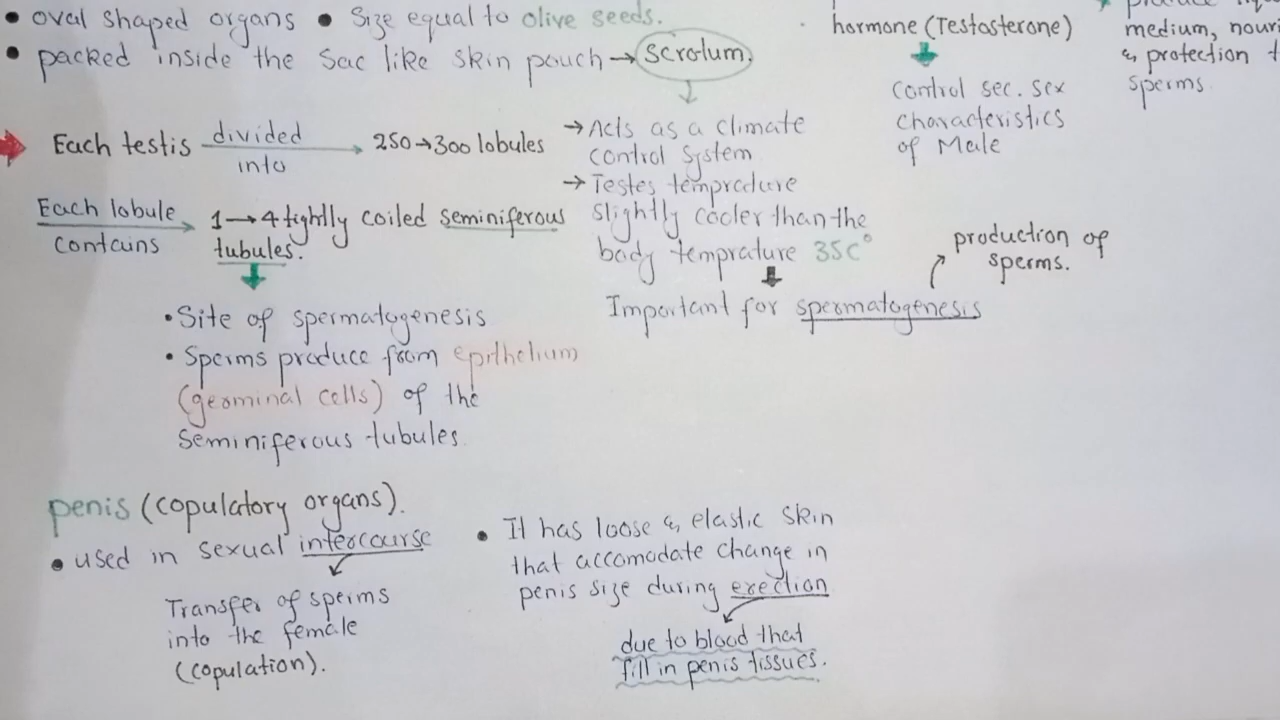 • oval shaped organs • Size equal to olive seeds.
• packed inside the Sac like skin pouch → Scrotum.
Each testis divided into → 250→300 lobules
Each lobule contains → 1→4 tightly coiled seminiferous
tubules.
• Site of spermatogenesis
• Sperms produce from epithelium
(germinal cells) of the
seminiferous tubules.
→ Acts as a climate
control System
→ Testes temprature
slightly cooler than the
body temprature 35C°
Important for spermatogenesis
production of
sperms.
hormone (Testosterone)
Control sec. sex
characteristics
of Male
medium, nour
& protection t
sperms.
penis (copulatory organs).
• used in sexual intercourse
Transfer of sperms
into the female
(copulation).
• It has loose & elastic skin
that accomodate change in
penis size during erection
due to blood that
fill in penis tissues.